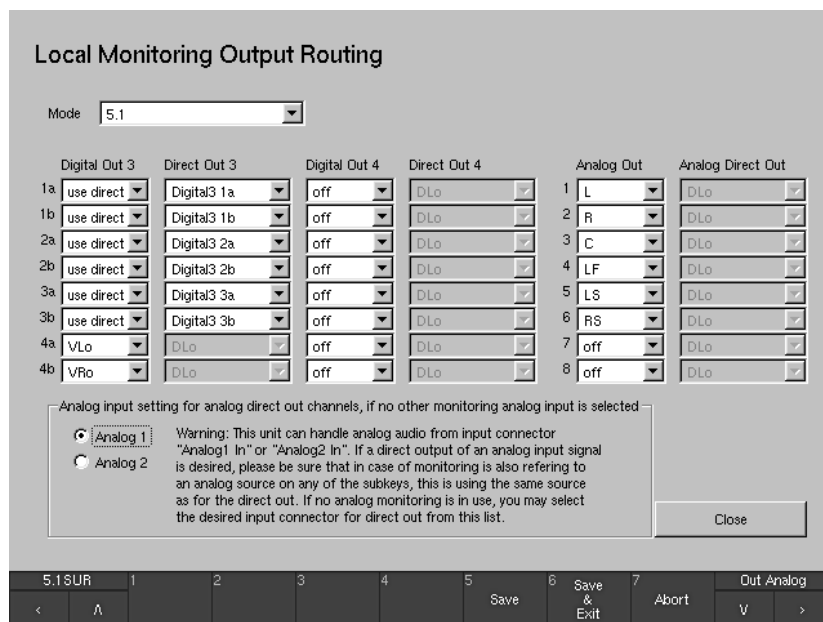 Local Monitoring Output Routing
Mode 5.1
Digital Out 3 Direct Out 3 Digital Out 4 Direct Out 4 Analog Out Analog Direct Out
1a use direct Digital3 1a off DLo 1 L DLo
1b use direct Digital3 1b off DLo 2 R DLo
2a use direct Digital3 2a off DLo 3 C DLo
2b use direct Digital3 2b off DLo 4 LF DLo
3a use direct Digital3 3a off DLo 5 LS DLo
3b use direct Digital3 3b off DLo 6 RS DLo
4a VLo DLo off DLo 7 off DLo
4b VRo DLo off DLo 8 off DLo
Analog input setting for analog direct out channels, if no other monitoring analog input is selected
Analog 1
Analog 2
Warning: This unit can handle analog audio from input connector
"Analog1 In" or "Analog2 In". If a direct output of an analog input signal
is desired, please be sure that in case of monitoring is also refering to
an analog source on any of the subkeys, this is using the same source
as for the direct out. If no analog monitoring is in use, you may select
the desired input connector for direct out from this list.
Close
5.1SUR 1 2 3 4 5 6 7 Out Analog
< Λ Save Save & Exit Abort V >